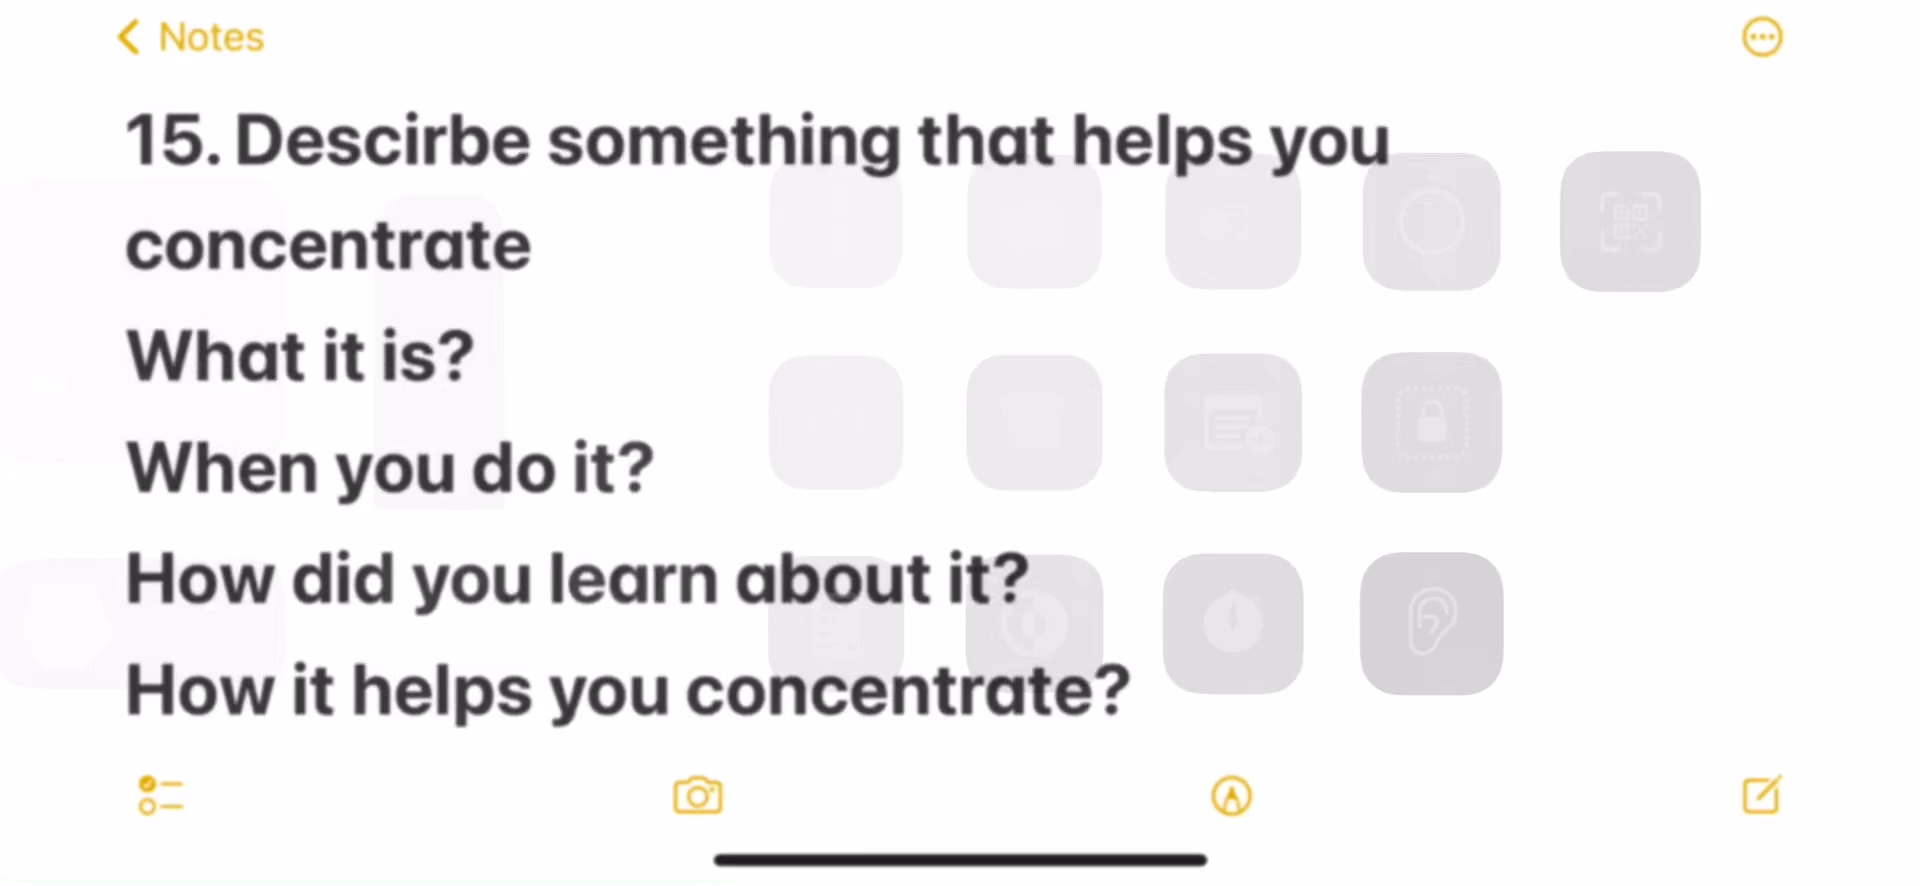 Notes
15. Descirbe something that helps you
concentrate
What it is?
When you do it?
How did you learn about it?
How it helps you concentrate?